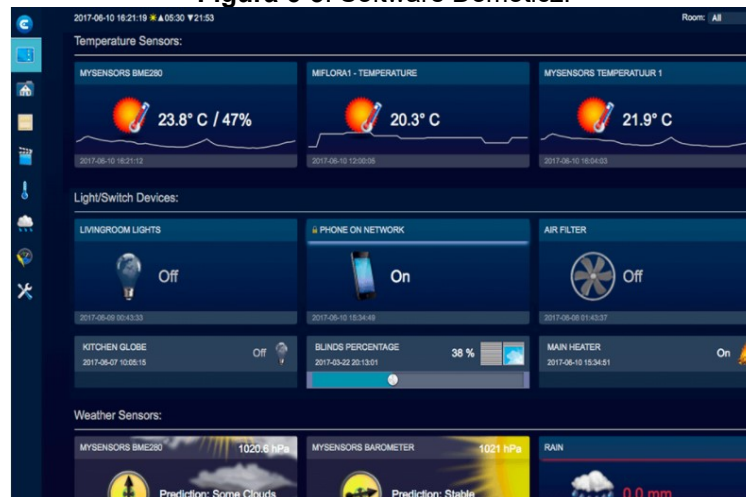 Figura 3-3. Software Domoticz.
2017-06-10 16:21:19 ☀▲05:30 ▼21:53
Room: All
Temperature Sensors:
MYSENSORS BME280
MIFLORA1 - TEMPERATURE
MYSENSORS TEMPERATUUR 1
23.8° C / 47%
20.3° C
21.9° C
2017-06-10 16:21:12
2017-06-10 12:00:05
2017-06-10 16:04:03
Light/Switch Devices:
LIVINGROOM LIGHTS
PHONE ON NETWORK
AIR FILTER
Off
On
Off
2017-06-09 00:43:33
2017-06-10 15:34:49
2017-06-08 01:43:37
KITCHEN GLOBE
2017-06-07 10:05:15
Off
BLINDS PERCENTAGE
2017-03-22 20:13:01
38 %
MAIN HEATER
2017-06-10 15:34:51
On
Weather Sensors:
MYSENSORS BME280
1020.6 hPa
MYSENSORS BAROMETER
1021 hPa
RAIN
Prediction: Some Clouds
Prediction: Stable
0.0 mm